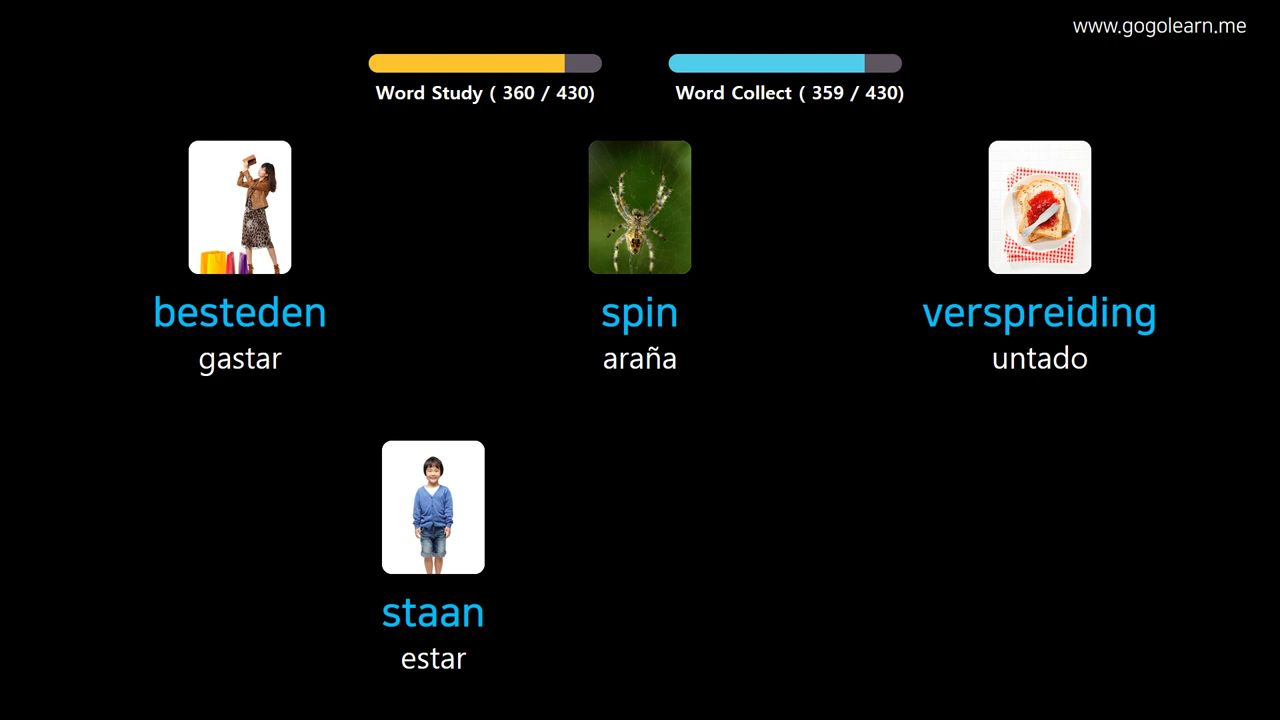 www.gogolearn.me
Word Study ( 360 / 430)
Word Collect ( 359 / 430)
besteden
gastar
spin
araña
verspreiding
untado
staan
estar